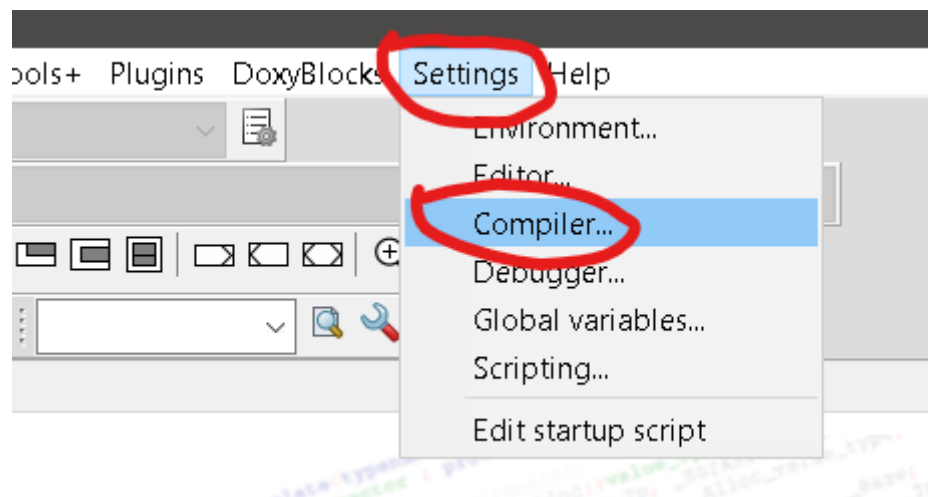 ools+ Plugins DoxyBlocks Settings Help
Environment...
Editor...
Compiler...
Debugger...
Global variables...
Scripting...
Edit startup script